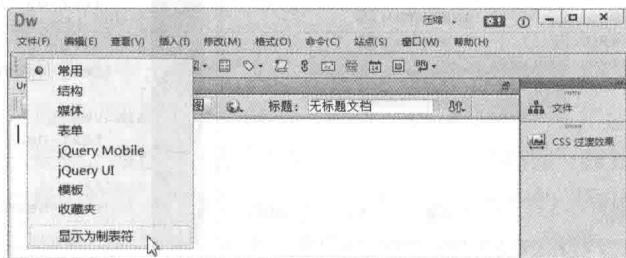 Dw
压缩
文件(F) 编辑(E) 查看(V) 插入(I) 修改(M) 格式(O) 命令(C) 站点(S) 窗口(W) 帮助(H)
常用
结构
媒体
表单
jQuery Mobile
jQuery UI
模板
收藏夹
显示为制表符
图 标题: 无标题文档
文件
CSS 过渡效果